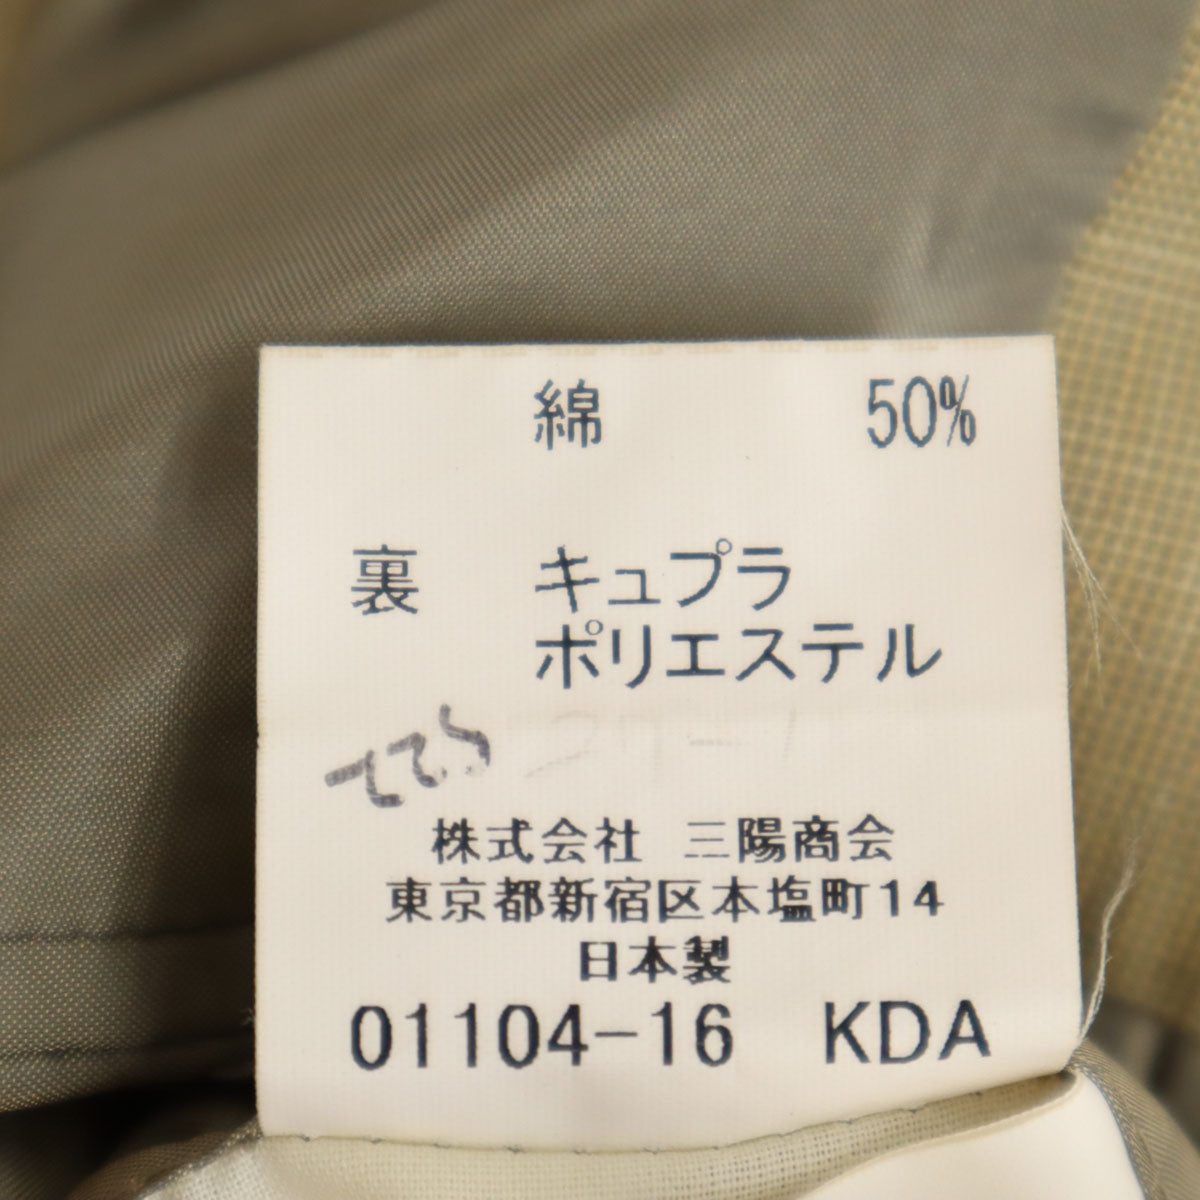 綿 50%
裏 キュプラ
ポリエステル
株式会社 三陽商会
東京都新宿区本塩町14
日本製
01104-16 KDA